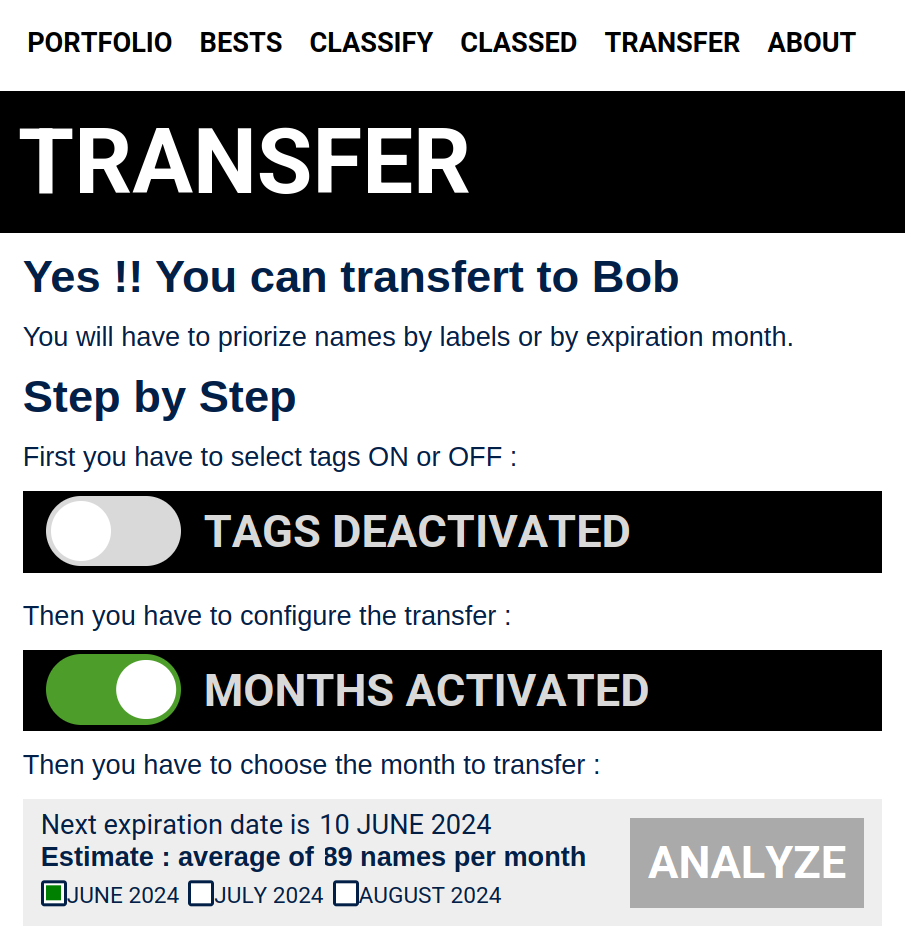 PORTFOLIO BESTS CLASSIFY CLASSED TRANSFER ABOUT
TRANSFER
Yes !! You can transfert to Bob
You will have to priorize names by labels or by expiration month.
Step by Step
First you have to select tags ON or OFF :
TAGS DEACTIVATED
Then you have to configure the transfer :
MONTHS ACTIVATED
Then you have to choose the month to transfer :
Next expiration date is 10 JUNE 2024
Estimate : average of 89 names per month
JUNE 2024 JULY 2024 AUGUST 2024
ANALYZE